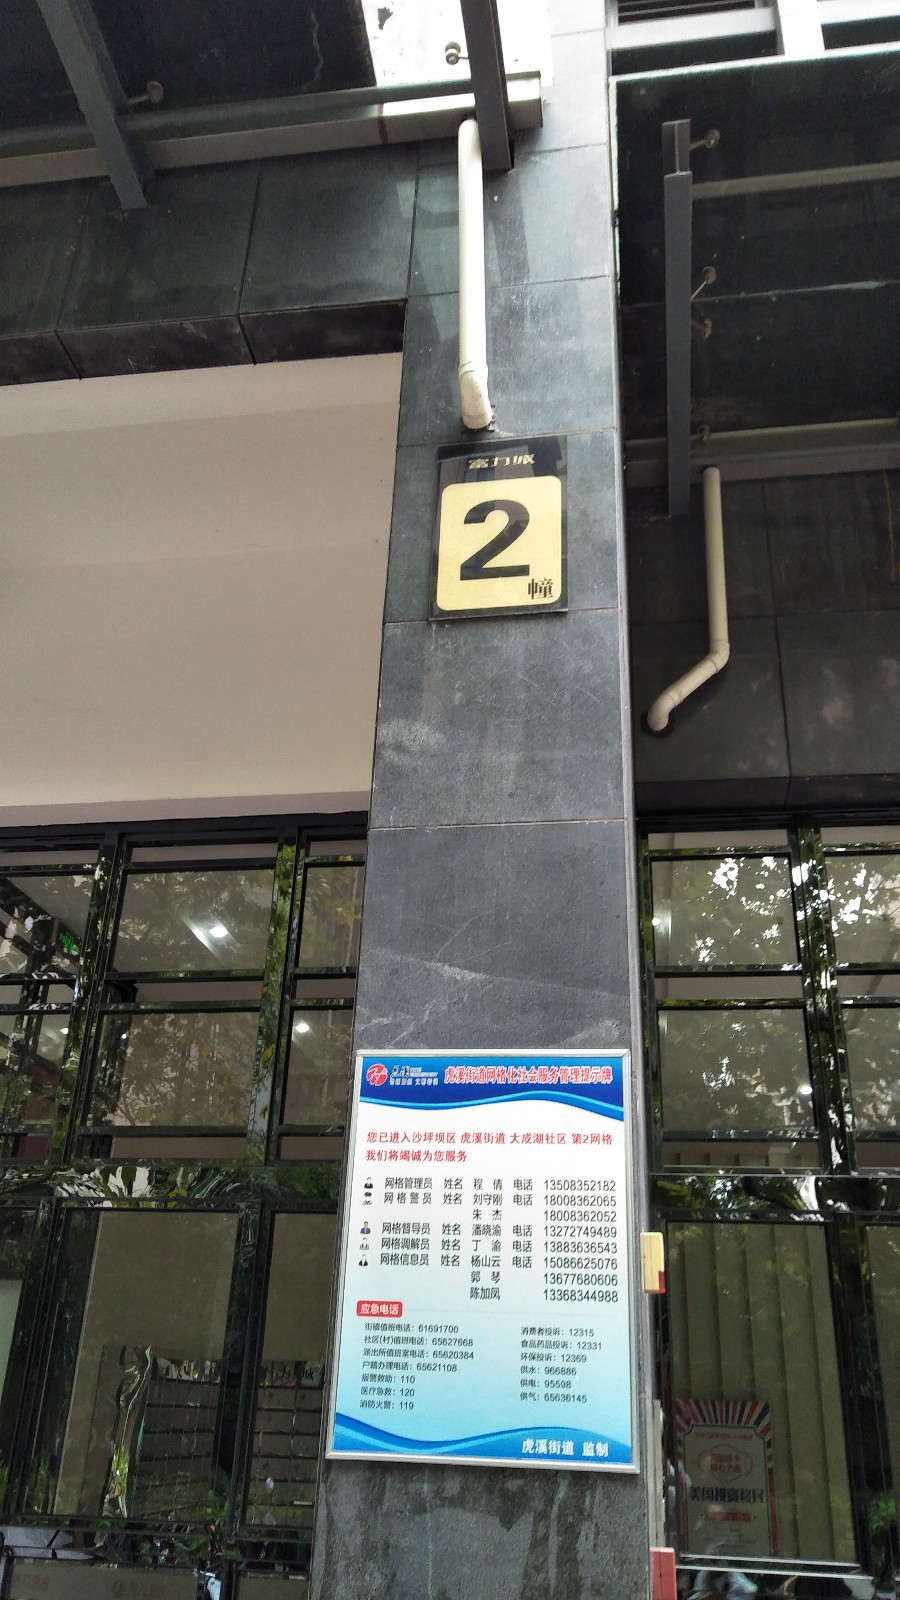 富力城
2
幢
虎溪街道网格化社会服务管理提示牌
您已进入沙坪坝区 虎溪街道 大成湖社区 第2网格
我们将竭诚为您服务
网格管理员 姓名 程 倩 电话 13508352182
网格警员 姓名 刘守刚 电话 18008362065
朱 杰 18008362052
网格督导员 姓名 潘晓渝 电话 13272749489
网格调解员 姓名 丁 渝 电话 13883636543
网格信息员 姓名 杨山云 电话 15086625076
郭 琴 13677680606
陈加凤 13368344988
应急电话
街镇值班电话：61691700
社区(村)值班电话：65627668
派出所值班室电话：65620384
户籍办理电话：65621108
报警救助：110
医疗急救：120
消防火警：119
消费者投诉：12315
食品药品投诉：12331
环保投诉：12369
供水：966886
供电：95598
供气：65636145
虎溪街道 监制